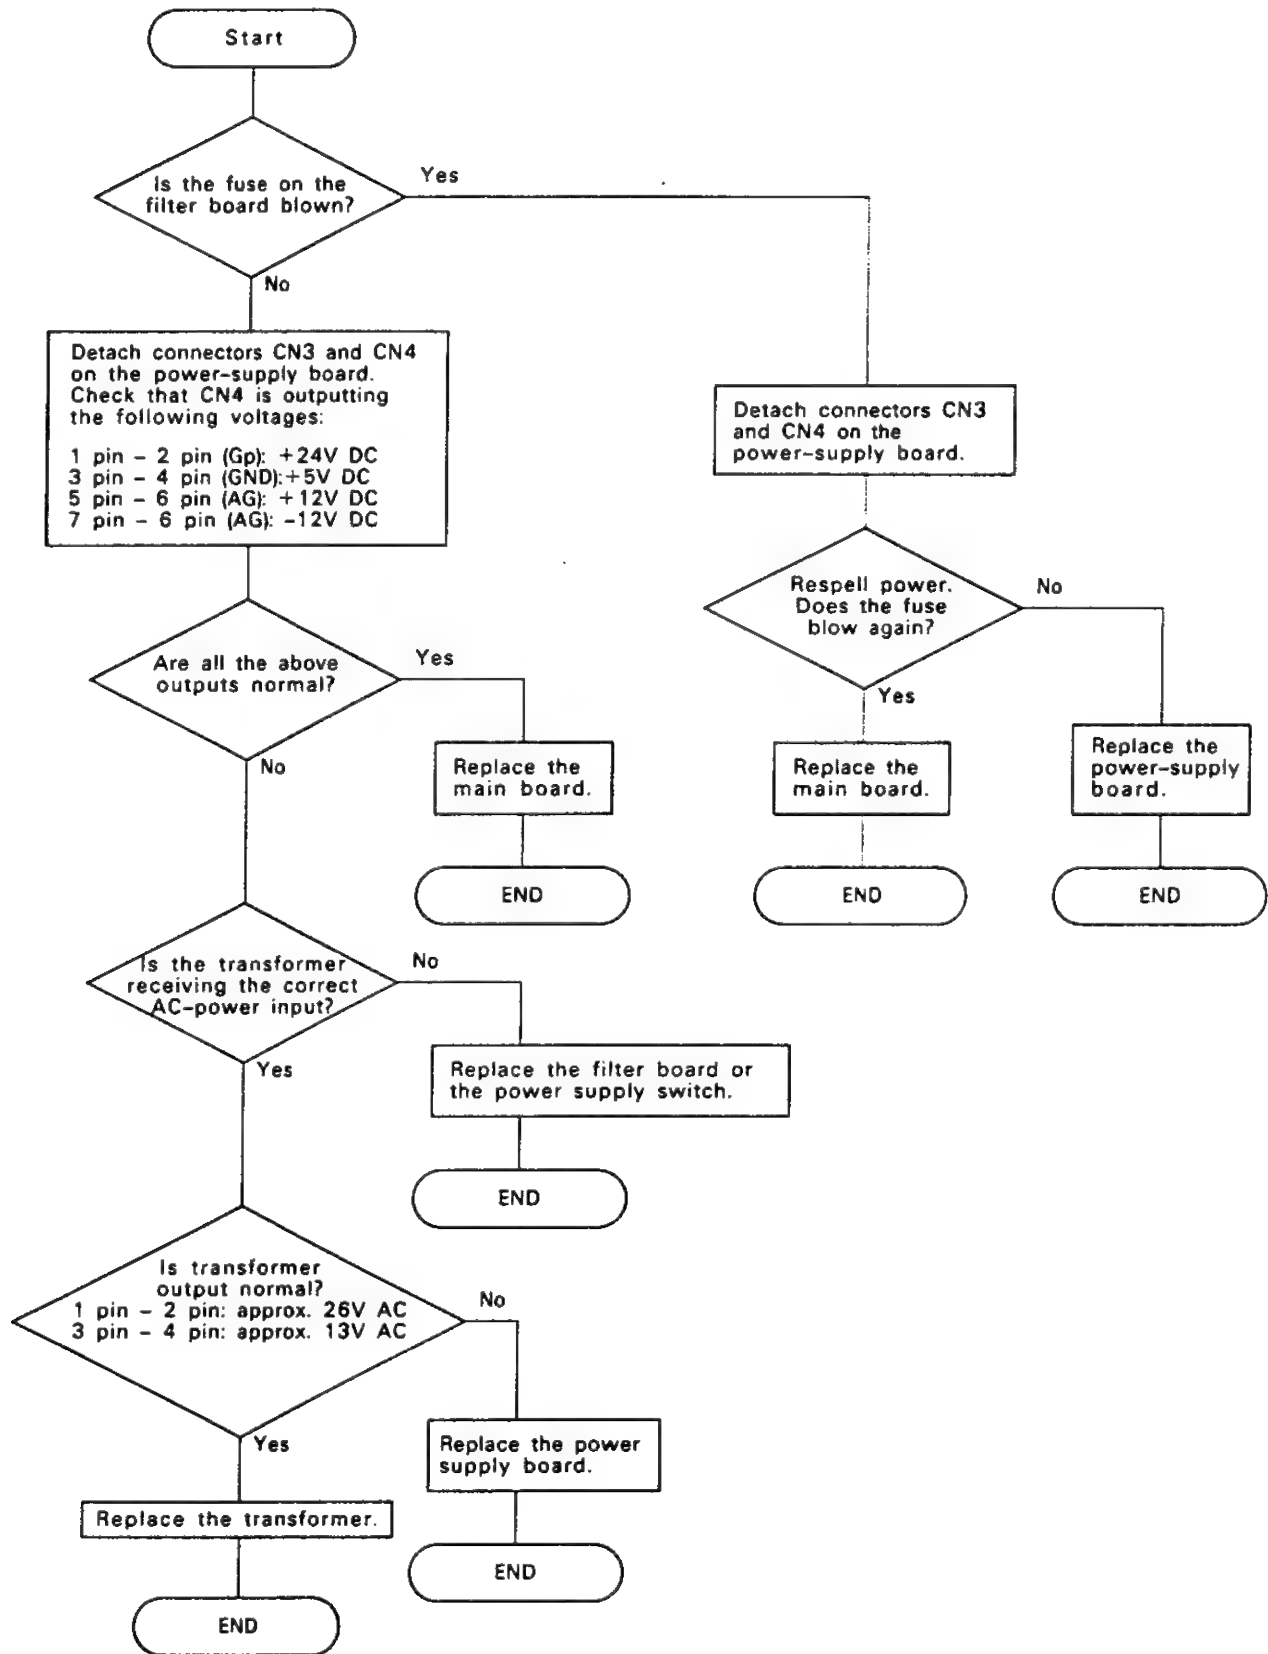 Start
Is the fuse on the
filter board blown?
Yes
No
Detach connectors CN3 and CN4
on the power-supply board.
Check that CN4 is outputting
the following voltages:
1 pin - 2 pin (Gp): +24V DC
3 pin - 4 pin (GND):+5V DC
5 pin - 6 pin (AG): +12V DC
7 pin - 6 pin (AG): -12V DC
Detach connectors CN3
and CN4 on the
power-supply board.
Respell power.
Does the fuse
blow again?
No
Yes
Are all the above
outputs normal?
Yes
No
Replace the
main board.
Replace the
main board.
Replace the
power-supply
board.
END
END
END
Is the transformer
receiving the correct
AC-power input?
No
Yes
Replace the filter board or
the power supply switch.
END
Is transformer
output normal?
1 pin - 2 pin: approx. 26V AC
3 pin - 4 pin: approx. 13V AC
No
Yes
Replace the power
supply board.
Replace the transformer.
END
END